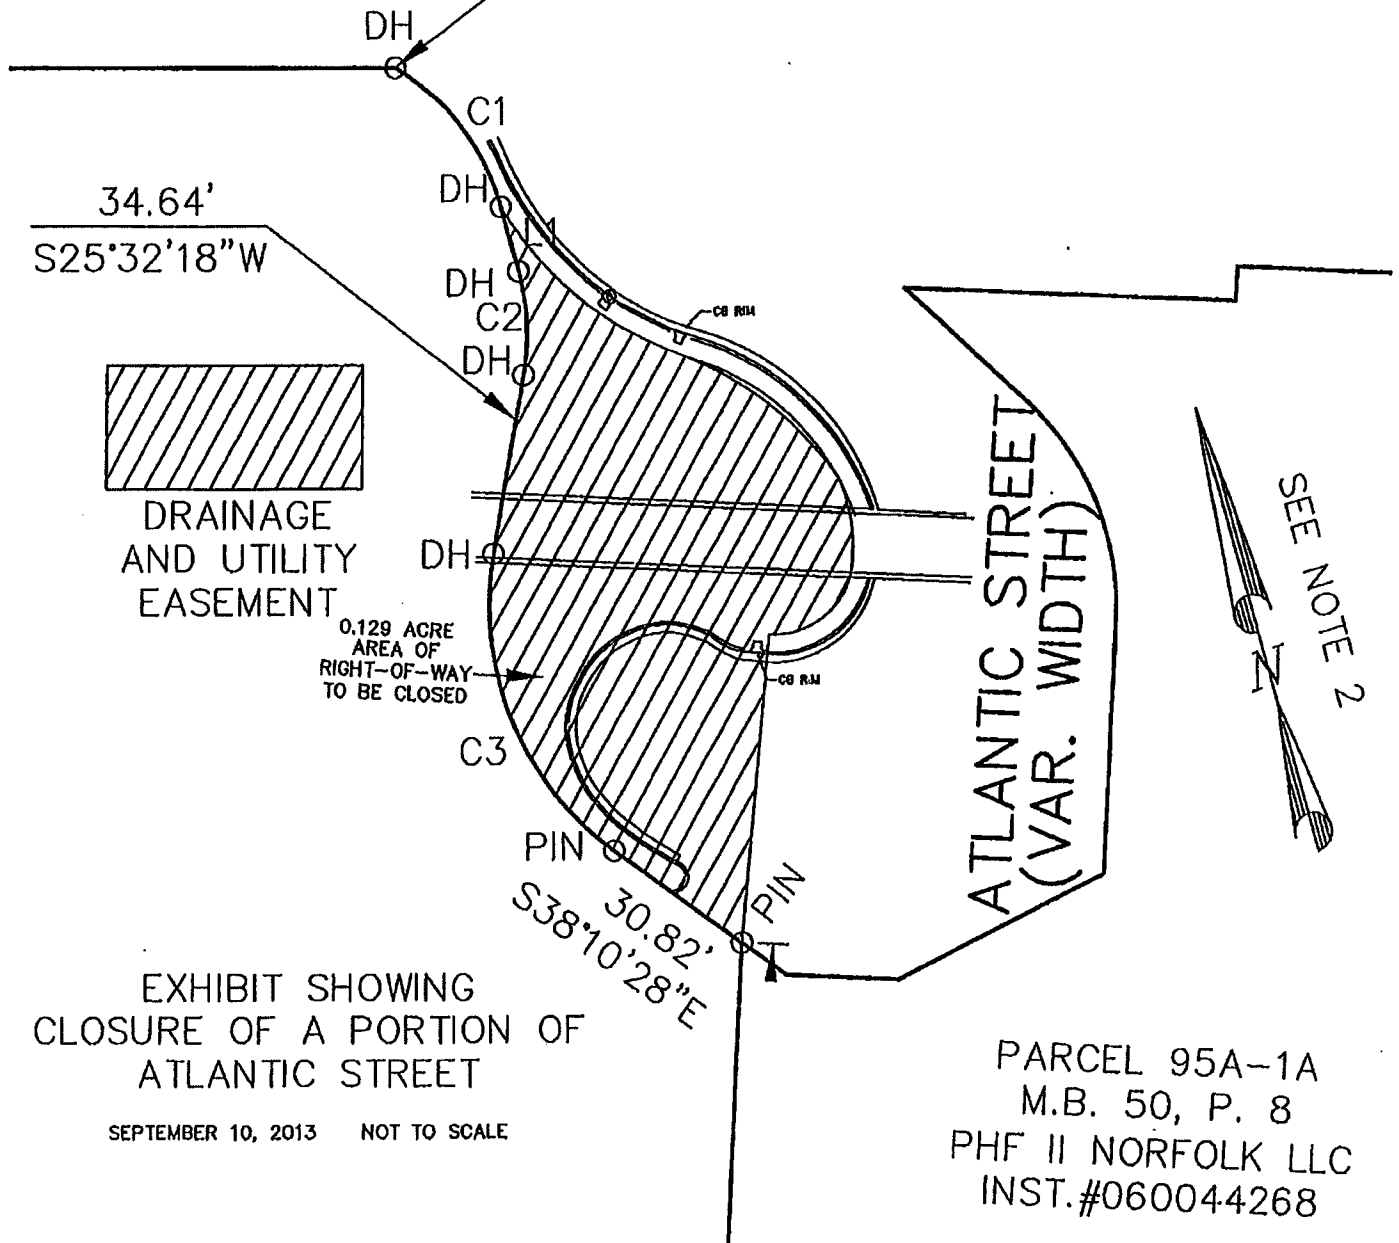 DH
C1
DH
34.64'
S25°32'18"W
L1
DH
C2
DH
CB RIM
DRAINAGE
AND UTILITY
EASEMENT
DH
0.129 ACRE
AREA OF
RIGHT-OF-WAY
TO BE CLOSED
CB RIM
C3
ATLANTIC STREET
(VAR. WIDTH)
SEE NOTE 2
N
PIN
30.82'
S38°10'28"E
PIN
EXHIBIT SHOWING
CLOSURE OF A PORTION OF
ATLANTIC STREET
SEPTEMBER 10, 2013 NOT TO SCALE
PARCEL 95A-1A
M.B. 50, P. 8
PHF II NORFOLK LLC
INST.#060044268